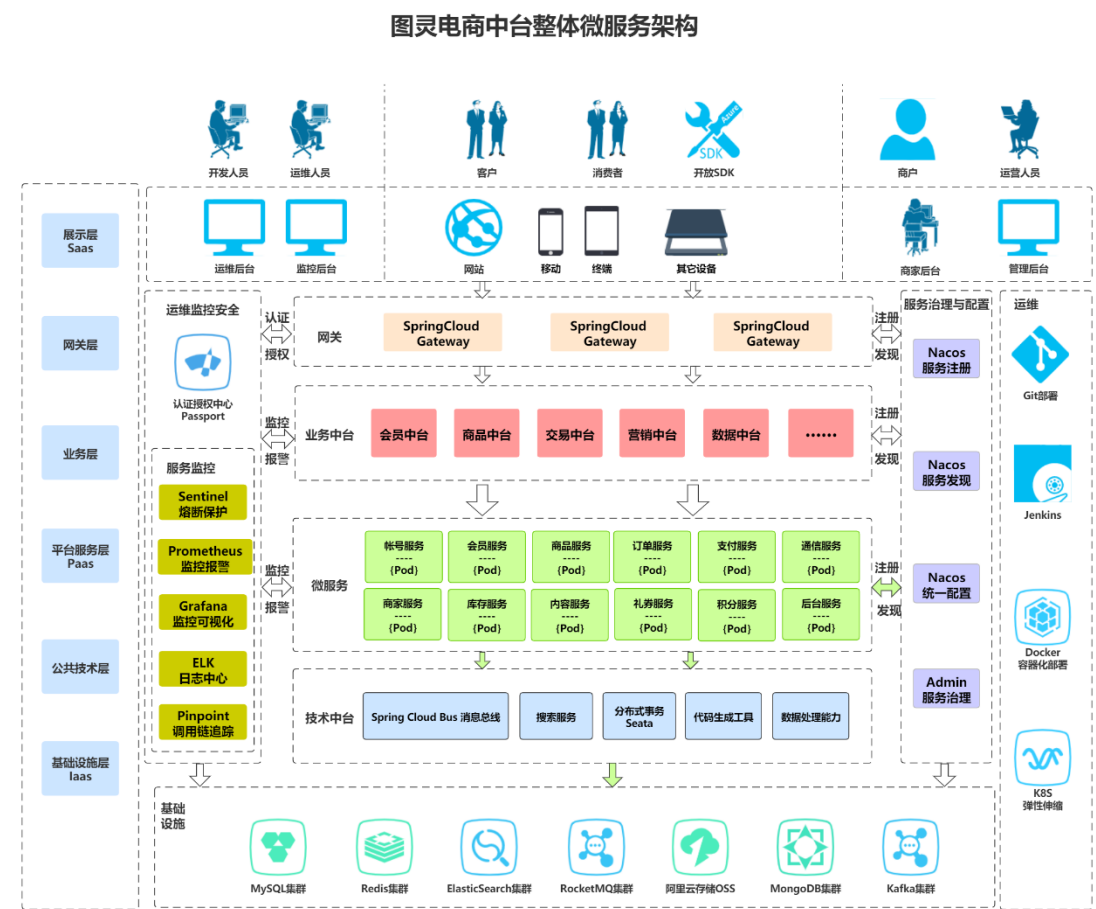 图灵电商中台整体微服务架构
开发人员
运维人员
客户
消费者
Azure
SDK
开放SDK
商户
运营人员
展示层
Saas
网关层
业务层
平台服务层
Paas
公共技术层
基础设施层
Iaas
运维后台
监控后台
网站
移动
终端
其它设备
商家后台
管理后台
运维监控安全
认证授权中心
Passport
服务监控
Sentinel
熔断保护
Prometheus
监控报警
Grafana
监控可视化
ELK
日志中心
Pinpoint
调用链追踪
认证
授权
监控
报警
监控
报警
网关
SpringCloud
Gateway
SpringCloud
Gateway
SpringCloud
Gateway
业务中台
会员中台
商品中台
交易中台
营销中台
数据中台
······
微服务
帐号服务
----
{Pod}
会员服务
----
{Pod}
商品服务
----
{Pod}
订单服务
----
{Pod}
支付服务
----
{Pod}
通信服务
----
{Pod}
商家服务
----
{Pod}
库存服务
----
{Pod}
内容服务
----
{Pod}
礼券服务
----
{Pod}
积分服务
----
{Pod}
后台服务
----
{Pod}
技术中台
Spring Cloud Bus 消息总线
搜索服务
分布式事务
Seata
代码生成工具
数据处理能力
注册
发现
注册
发现
注册
发现
服务治理与配置
Nacos
服务注册
Nacos
服务发现
Nacos
统一配置
Admin
服务治理
运维
Git部署
Jenkins
Docker
容器化部署
K8S
弹性伸缩
基础
设施
MySQL集群
Redis集群
ElasticSearch集群
RocketMQ集群
阿里云存储OSS
MongoDB集群
Kafka集群